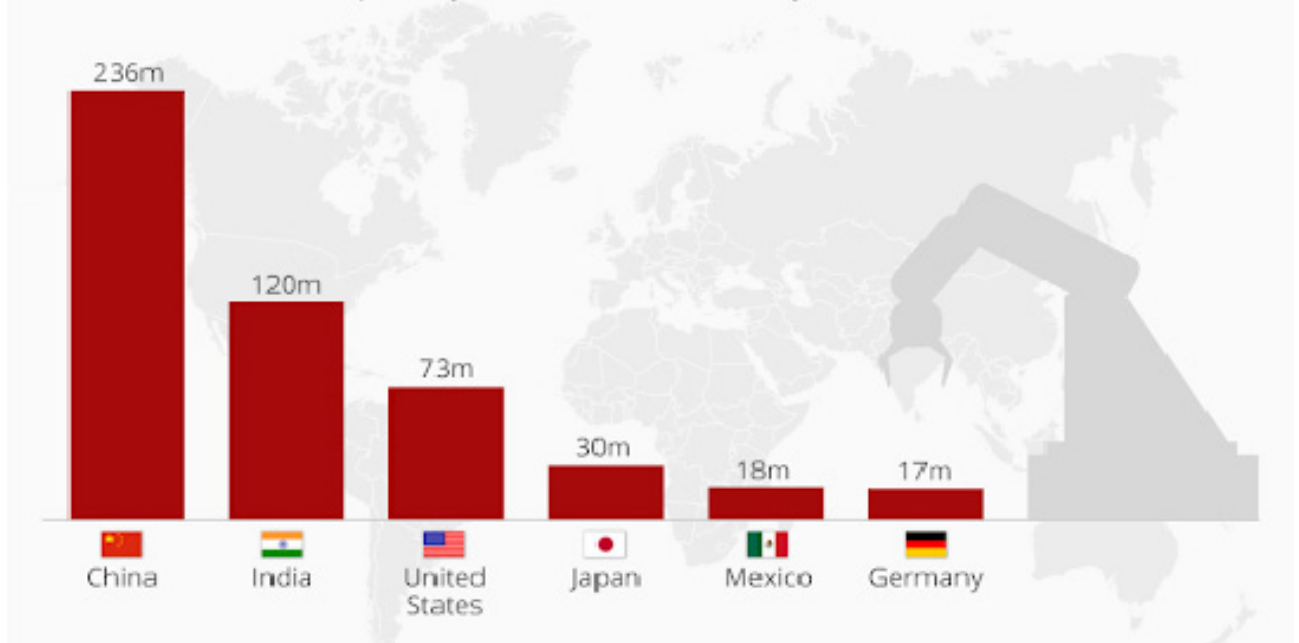 236m
120m
73m
30m
18m
17m
China
India
United
States
Japan
Mexico
Germany